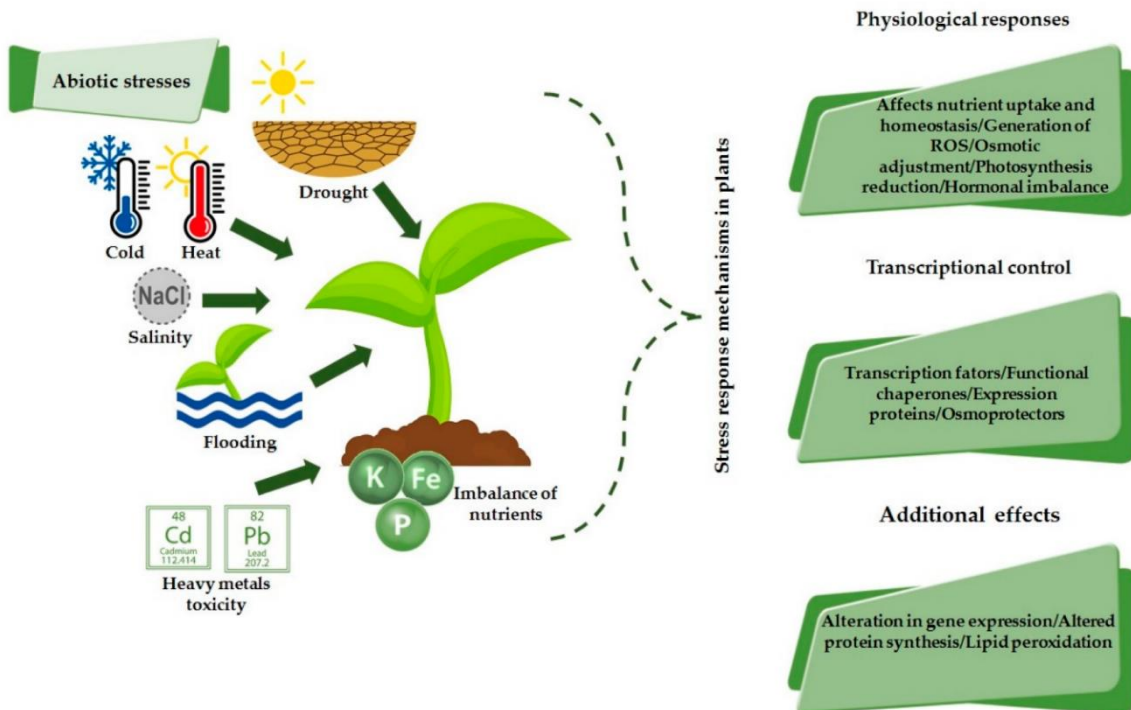 Abiotic stresses
Drought
Cold
Heat
NaCl
Salinity
Flooding
48
Cd
Cadmium
112.414
82
Pb
Lead
207.2
Heavy metals
toxicity
K
Fe
P
Imbalance of
nutrients
Stress response mechanisms in plants
Physiological responses
Affects nutrient uptake and
homeostasis/Generation of
ROS/Osmotic
adjustment/Photosynthesis
reduction/Hormonal imbalance
Transcriptional control
Transcription fators/Functional
chaperones/Expression
proteins/Osmoprotectors
Additional effects
Alteration in gene expression/Altered
protein synthesis/Lipid peroxidation